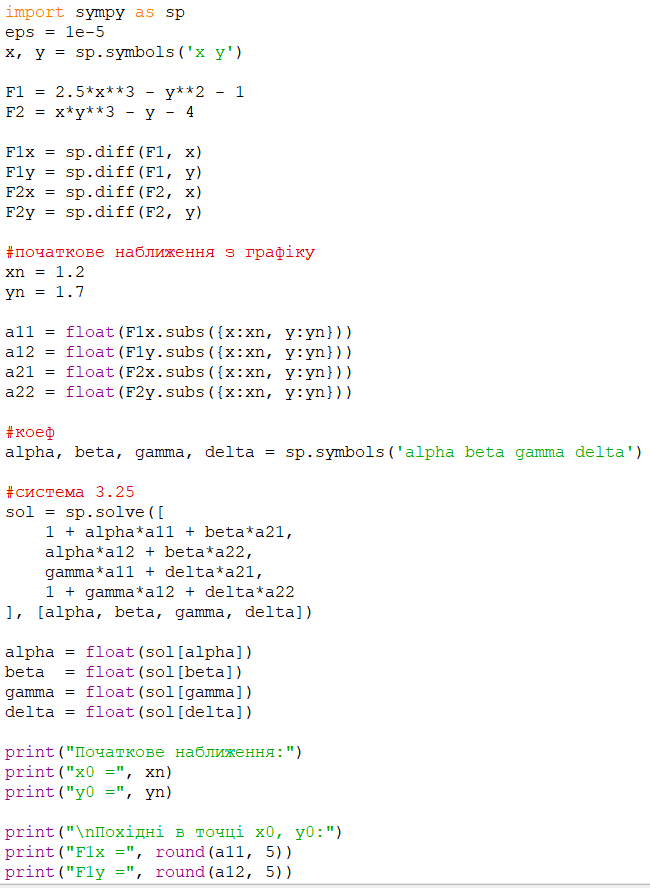 import sympy as sp
eps = 1e-5
x, y = sp.symbols('x y')
F1 = 2.5*x**3 - y**2 - 1
F2 = x*y**3 - y - 4
F1x = sp.diff(F1, x)
F1y = sp.diff(F1, y)
F2x = sp.diff(F2, x)
F2y = sp.diff(F2, y)
#початкове наближення з графіку
xn = 1.2
yn = 1.7
a11 = float(F1x.subs({x:xn, y:yn}))
a12 = float(F1y.subs({x:xn, y:yn}))
a21 = float(F2x.subs({x:xn, y:yn}))
a22 = float(F2y.subs({x:xn, y:yn}))
#коеф
alpha, beta, gamma, delta = sp.symbols('alpha beta gamma delta')
#система 3.25
sol = sp.solve([
    1 + alpha*a11 + beta*a21,
    alpha*a12 + beta*a22,
    gamma*a11 + delta*a21,
    1 + gamma*a12 + delta*a22
], [alpha, beta, gamma, delta])
alpha = float(sol[alpha])
beta  = float(sol[beta])
gamma = float(sol[gamma])
delta = float(sol[delta])
print("Початкове наближення:")
print("x0 =", xn)
print("y0 =", yn)
print("\nПохідні в точці x0, y0:")
print("F1x =", round(a11, 5))
print("F1y =", round(a12, 5))